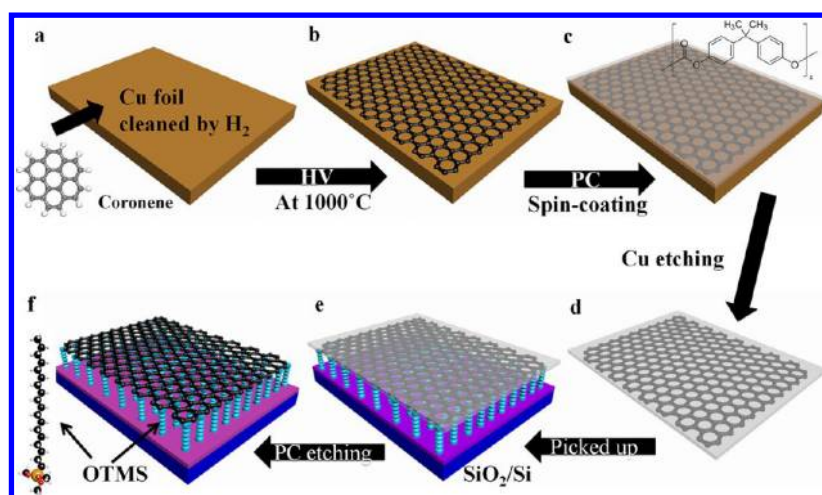 a
b
c
H₃C
CH₃
O
O
O
n
Cu foil
cleaned by H₂
Coronene
HV
At 1000°C
PC
Spin-coating
Cu etching
f
e
d
OTMS
PC etching
SiO₂/Si
Picked up